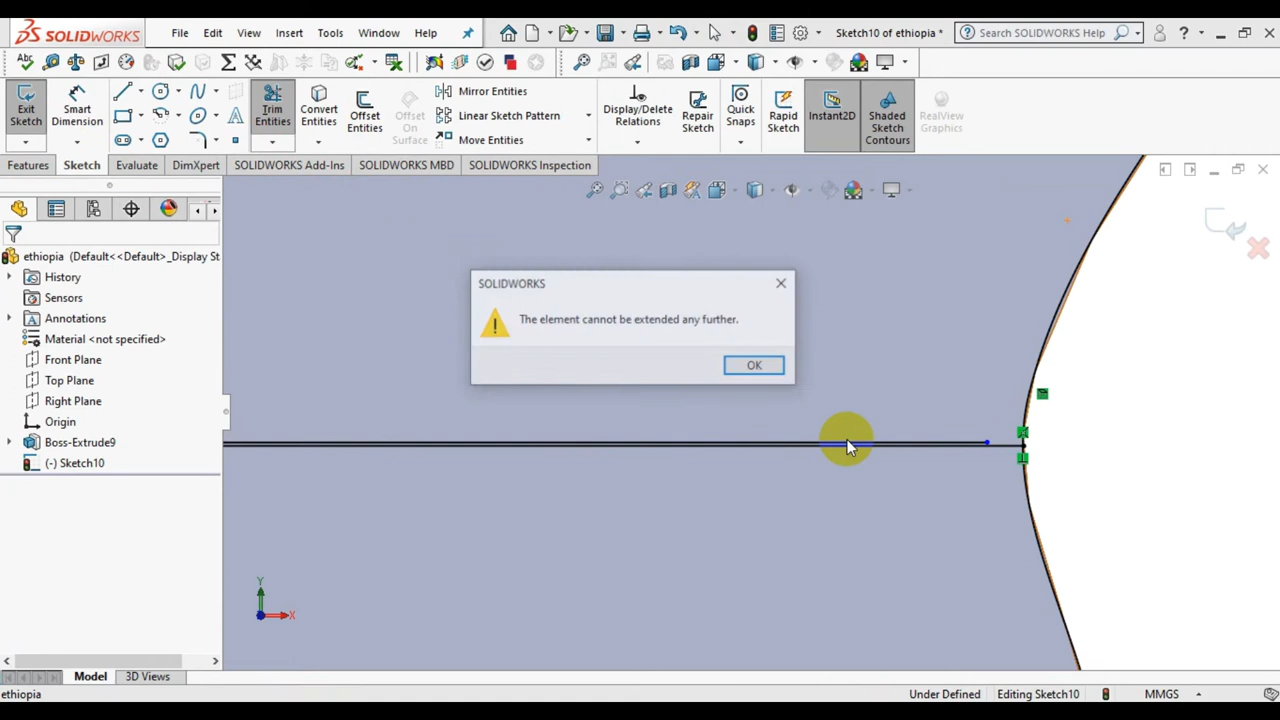 SOLIDWORKS File Edit View Insert Tools Window Help Sketch10 of ethiopia * Search SOLIDWORKS Help ?
Exit Sketch
Smart Dimension
Trim Entities
Convert Entities
Offset Entities
Offset On Surface
Mirror Entities
Linear Sketch Pattern
Move Entities
Display/Delete Relations
Repair Sketch
Quick Snaps
Rapid Sketch
Instant2D
Shaded Sketch Contours
RealView Graphics
Features Sketch Evaluate DimXpert SOLIDWORKS Add-Ins SOLIDWORKS MBD SOLIDWORKS Inspection
ethiopia (Default<<Default>_Display St
History
Sensors
Annotations
Material <not specified>
Front Plane
Top Plane
Right Plane
Origin
Boss-Extrude9
(-) Sketch10
SOLIDWORKS
The element cannot be extended any further.
OK
Y
X
Model 3D Views
ethiopia Under Defined Editing Sketch10 MMGS